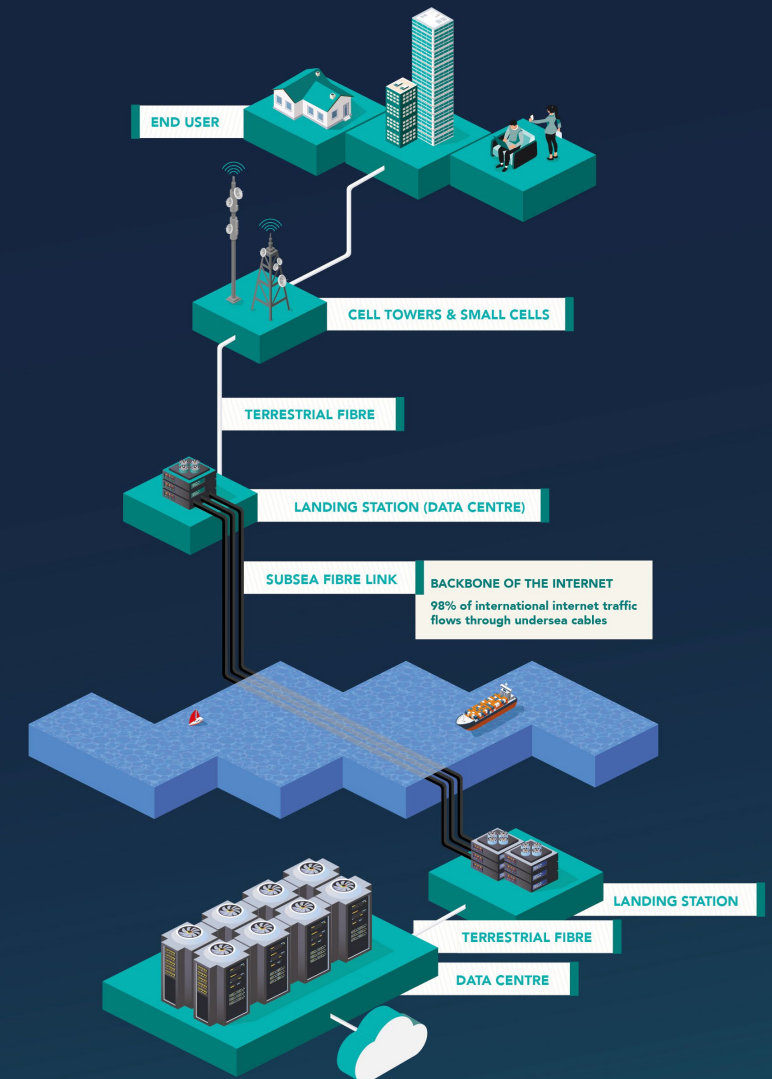 END USER
CELL TOWERS & SMALL CELLS
TERRESTRIAL FIBRE
LANDING STATION (DATA CENTRE)
SUBSEA FIBRE LINK
BACKBONE OF THE INTERNET
98% of international internet traffic
flows through undersea cables
LANDING STATION
TERRESTRIAL FIBRE
DATA CENTRE